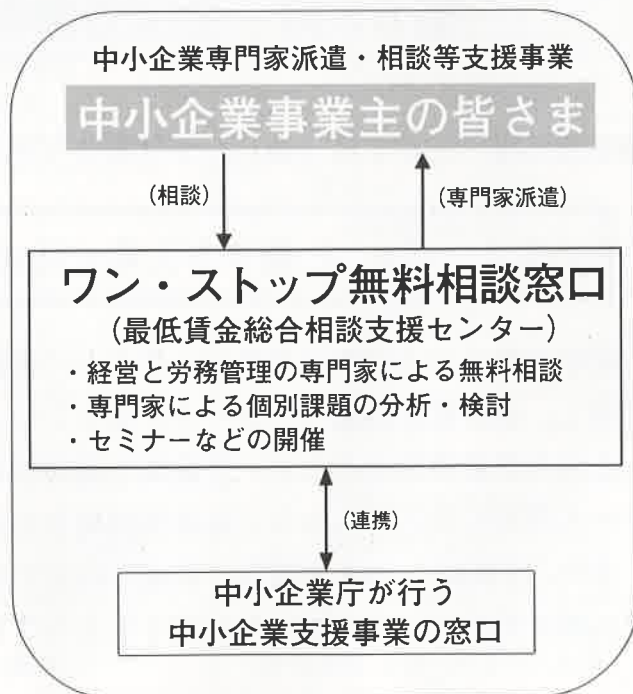 中小企業専門家派遣・相談等支援事業
中小企業事業主の皆さま
(相談)
(専門家派遣)
ワン・ストップ無料相談窓口
(最低賃金総合相談支援センター)
・経営と労務管理の専門家による無料相談
・専門家による個別課題の分析・検討
・セミナーなどの開催
(連携)
中小企業庁が行う
中小企業支援事業の窓口